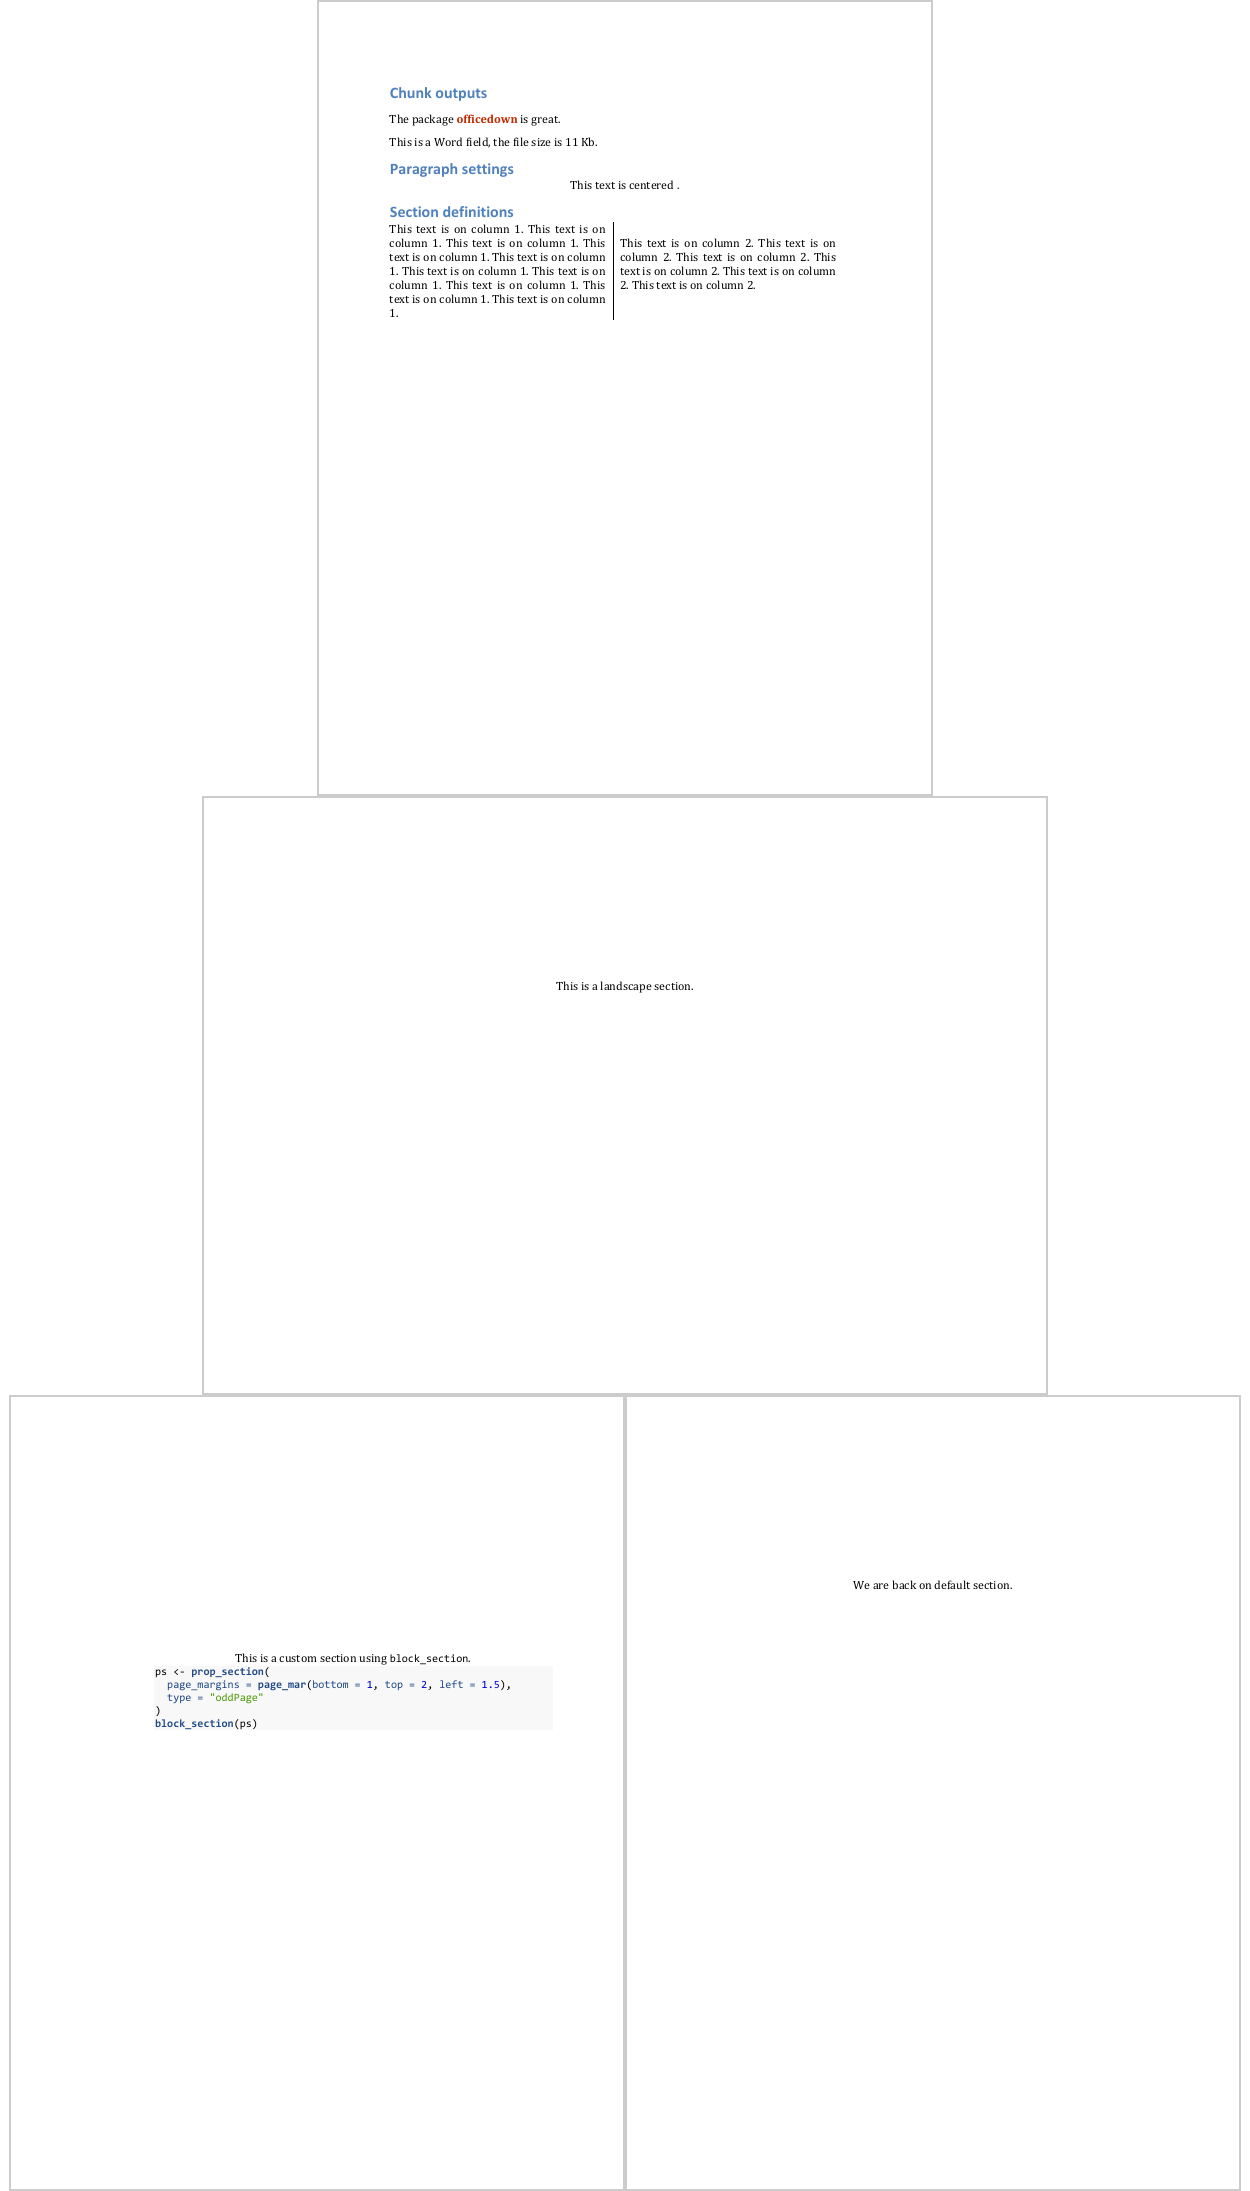 Chunk outputs
The package officedown is great.
This is a Word field, the file size is 11 Kb.
Paragraph settings
This text is centered .
Section definitions
This text is on column 1. This text is on
column 1. This text is on column 1. This
text is on column 1. This text is on column
1. This text is on column 1. This text is on
column 1. This text is on column 1. This
text is on column 1. This text is on column
1.
This text is on column 2. This text is on
column 2. This text is on column 2. This
text is on column 2. This text is on column
2. This text is on column 2.
This is a landscape section.
This is a custom section using block_section.
ps <- prop_section(
  page_margins = page_mar(bottom = 1, top = 2, left = 1.5),
  type = "oddPage"
)
block_section(ps)
We are back on default section.